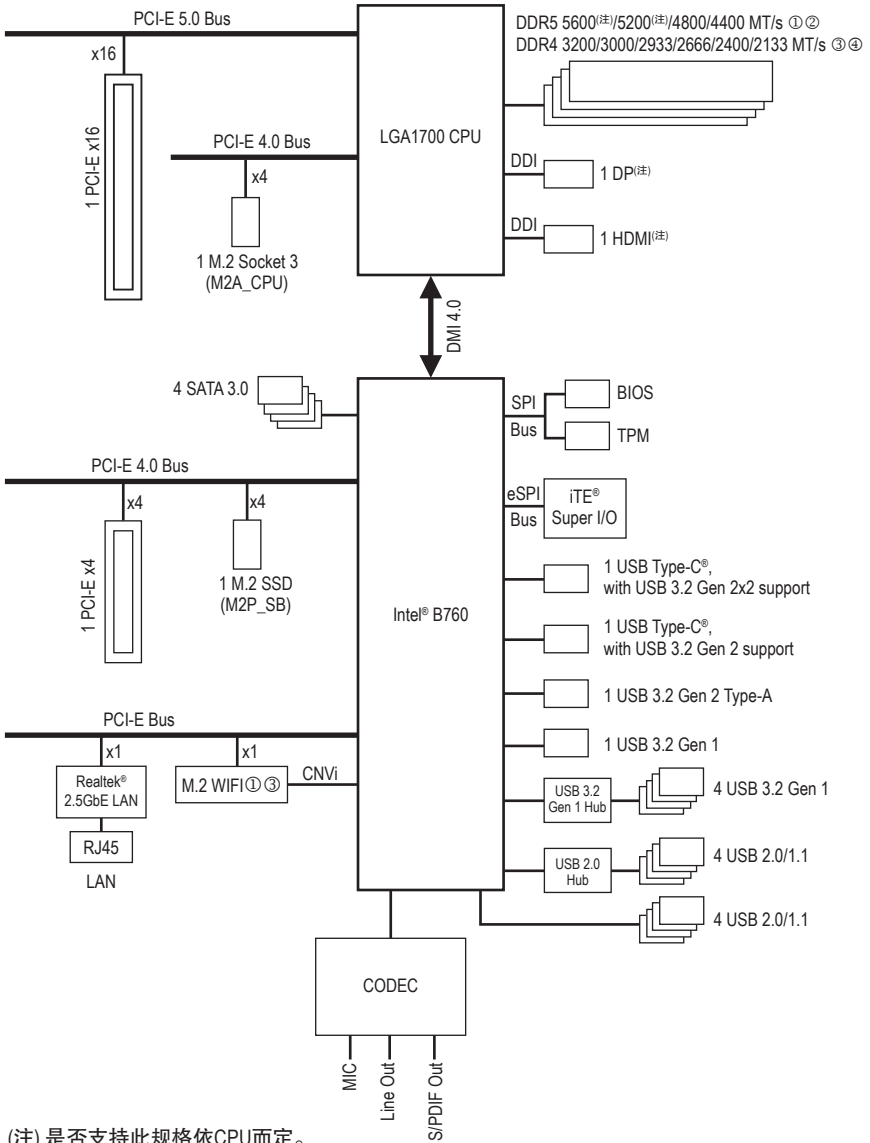 PCI-E 5.0 Bus
x16
1 PCI-E x16
PCI-E 4.0 Bus
x4
1 M.2 Socket 3
(M2A_CPU)
LGA1700 CPU
DDR5 5600(注)/5200(注)/4800/4400 MT/s ①②
DDR4 3200/3000/2933/2666/2400/2133 MT/s ③④
DDI
1 DP(注)
DDI
1 HDMI(注)
DMI 4.0
4 SATA 3.0
PCI-E 4.0 Bus
x4
1 PCI-E x4
x4
1 M.2 SSD
(M2P_SB)
PCI-E Bus
x1
Realtek®
2.5GbE LAN
RJ45
LAN
x1
M.2 WIFI①③
CNVi
Intel® B760
SPI
Bus
BIOS
TPM
eSPI
Bus
iTE®
Super I/O
1 USB Type-C®,
with USB 3.2 Gen 2x2 support
1 USB Type-C®,
with USB 3.2 Gen 2 support
1 USB 3.2 Gen 2 Type-A
1 USB 3.2 Gen 1
USB 3.2
Gen 1 Hub
4 USB 3.2 Gen 1
USB 2.0
Hub
4 USB 2.0/1.1
4 USB 2.0/1.1
CODEC
MIC
Line Out
S/PDIF Out
(注) 是否支持此规格依CPU而定。